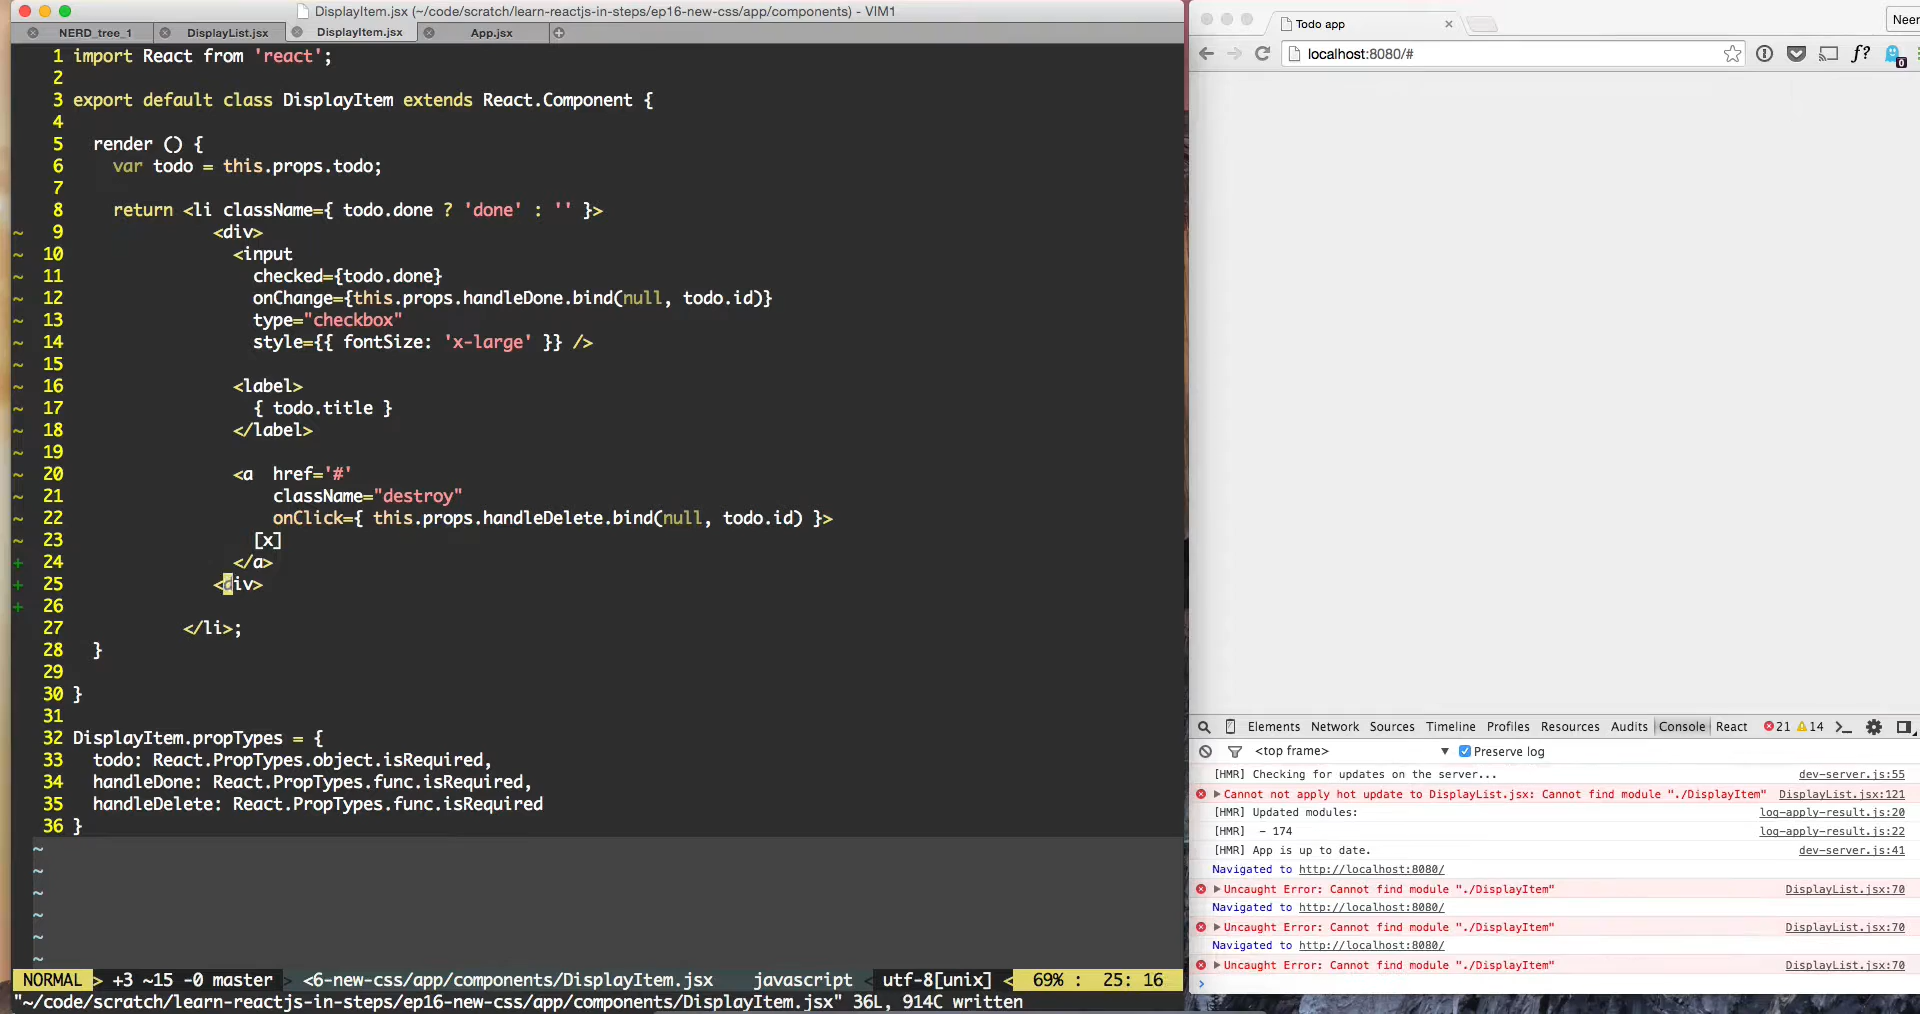 DisplayItem.jsx (~/code/scratch/learn-reactjs-in-steps/ep16-new-css/app/components) - VIM1
NERD_tree_1
DisplayList.jsx
DisplayItem.jsx
App.jsx
1 import React from 'react';
2
3 export default class DisplayItem extends React.Component {
4
5 render () {
6 var todo = this.props.todo;
7
8 return <li className={ todo.done ? 'done' : '' }>
~ 9 <div>
~ 10 <input
~ 11 checked={todo.done}
~ 12 onChange={this.props.handleDone.bind(null, todo.id)}
~ 13 type="checkbox"
~ 14 style={{ fontSize: 'x-large' }} />
~ 15
~ 16 <label>
~ 17 { todo.title }
~ 18 </label>
~ 19
~ 20 <a href='#'
~ 21 className="destroy"
~ 22 onClick={ this.props.handleDelete.bind(null, todo.id) }>
~ 23 [x]
+ 24 </a>
+ 25 <div>
+ 26
27 </li>;
28 }
29
30 }
31
32 DisplayItem.propTypes = {
33 todo: React.PropTypes.object.isRequired,
34 handleDone: React.PropTypes.func.isRequired,
35 handleDelete: React.PropTypes.func.isRequired
36 }
~
~
~
~
~
~
NORMAL > +3 ~15 -0 master > <6-new-css/app/components/DisplayItem.jsx javascript < utf-8[unix] < 69% : 25: 16
"~/code/scratch/learn-reactjs-in-steps/ep16-new-css/app/components/DisplayItem.jsx" 36L, 914C written
Todo app
Neer
localhost:8080/#
f?
0
Elements Network Sources Timeline Profiles Resources Audits Console React 21 14
<top frame> Preserve log
[HMR] Checking for updates on the server... dev-server.js:55
Cannot not apply hot update to DisplayList.jsx: Cannot find module "./DisplayItem" DisplayList.jsx:121
[HMR] Updated modules: log-apply-result.js:20
[HMR] - 174 log-apply-result.js:22
[HMR] App is up to date. dev-server.js:41
Navigated to http://localhost:8080/
Uncaught Error: Cannot find module "./DisplayItem" DisplayList.jsx:70
Navigated to http://localhost:8080/
Uncaught Error: Cannot find module "./DisplayItem" DisplayList.jsx:70
Navigated to http://localhost:8080/
Uncaught Error: Cannot find module "./DisplayItem" DisplayList.jsx:70
>